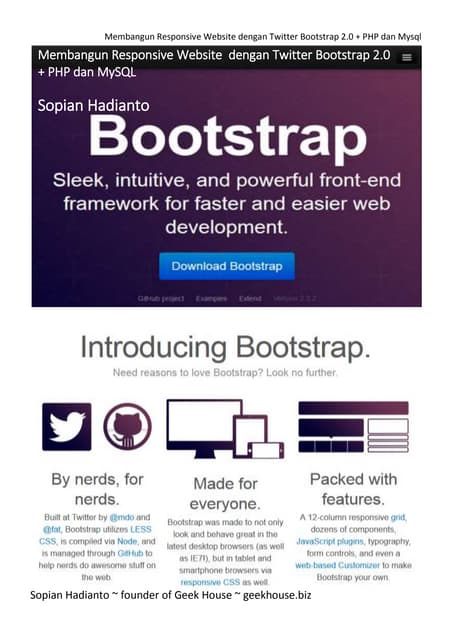 Membangun Responsive Website dengan Twitter Bootstrap 2.0 + PHP dan Mysql
Membangun Responsive Website  dengan Twitter Bootstrap 2.0
+ PHP dan MySQL
Sopian Hadianto
Bootstrap
Sleek, intuitive, and powerful front-end
framework for faster and easier web
development.
Download Bootstrap
GitHub project Examples Extend Version 2.0.2
Introducing Bootstrap.
Need reasons to love Bootstrap? Look no further.
By nerds, for
nerds.
Built at Twitter by @mdo and
@fat, Bootstrap utilizes LESS
CSS, is compiled via Node, and
is managed through GitHub to
help nerds do awesome stuff on
the web.
Made for
everyone.
Bootstrap was made to not only
look and behave great in the
latest desktop browsers (as well
as IE7!), but in tablet and
smartphone browsers via
responsive CSS as well.
Packed with
features.
A 12-column responsive grid,
dozens of components,
JavaScript plugins, typography,
form controls, and even a
web-based Customizer to make
Bootstrap your own.
Sopian Hadianto ~ founder of Geek House ~ geekhouse.biz